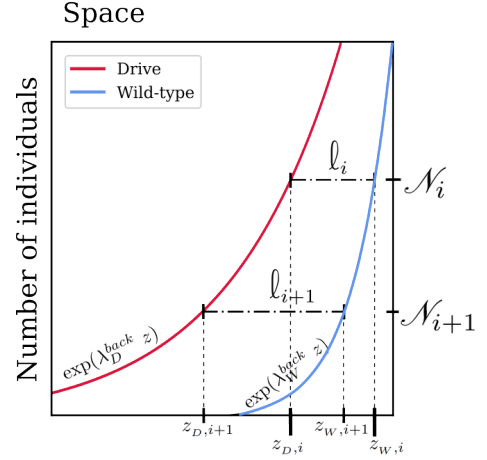 Space
Number of individuals
Drive
Wild-type
ℓ_i
𝒩_i
ℓ_{i+1}
𝒩_{i+1}
exp(λ_D^{back} z)
exp(λ_W^{back} z)
z_{D,i+1}
z_{D,i}
z_{W,i+1}
z_{W,i}